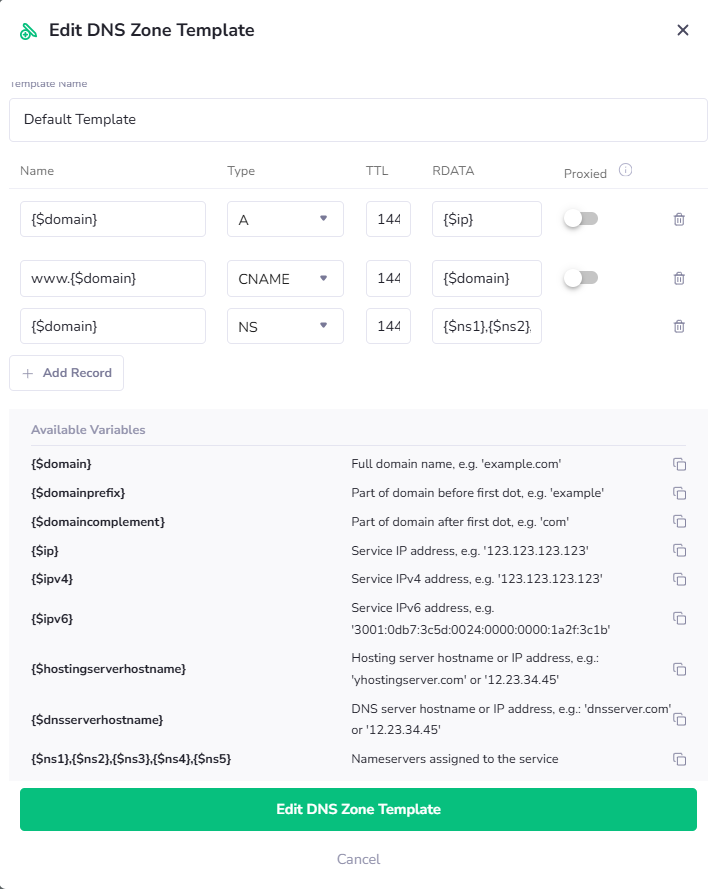 Edit DNS Zone Template
Template Name
Default Template
Name Type TTL RDATA Proxied
{$domain} A 144 {$ip}
www.{$domain} CNAME 144 {$domain}
{$domain} NS 144 {$ns1},{$ns2},
Add Record
Available Variables
{$domain} Full domain name, e.g. 'example.com'
{$domainprefix} Part of domain before first dot, e.g. 'example'
{$domaincomplement} Part of domain after first dot, e.g. 'com'
{$ip} Service IP address, e.g. '123.123.123.123'
{$ipv4} Service IPv4 address, e.g. '123.123.123.123'
{$ipv6} Service IPv6 address, e.g.
'3001:0db7:3c5d:0024:0000:0000:1a2f:3c1b'
{$hostingserverhostname} Hosting server hostname or IP address, e.g.:
'yhostingserver.com' or '12.23.34.45'
{$dnsserverhostname} DNS server hostname or IP address, e.g.: 'dnsserver.com'
or '12.23.34.45'
{$ns1},{$ns2},{$ns3},{$ns4},{$ns5} Nameservers assigned to the service
Edit DNS Zone Template
Cancel